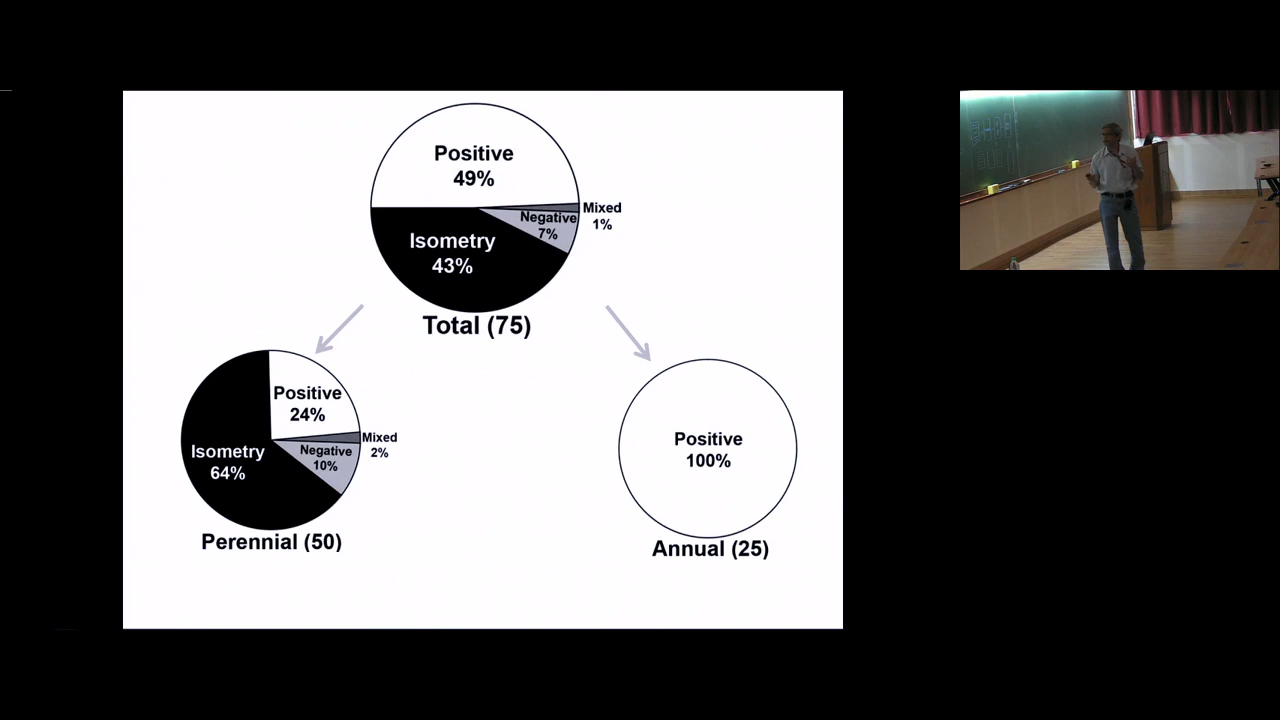 Positive
49%
Mixed
1%
Negative
7%
Isometry
43%
Total (75)
Positive
24%
Mixed
2%
Negative
10%
Isometry
64%
Perennial (50)
Positive
100%
Annual (25)